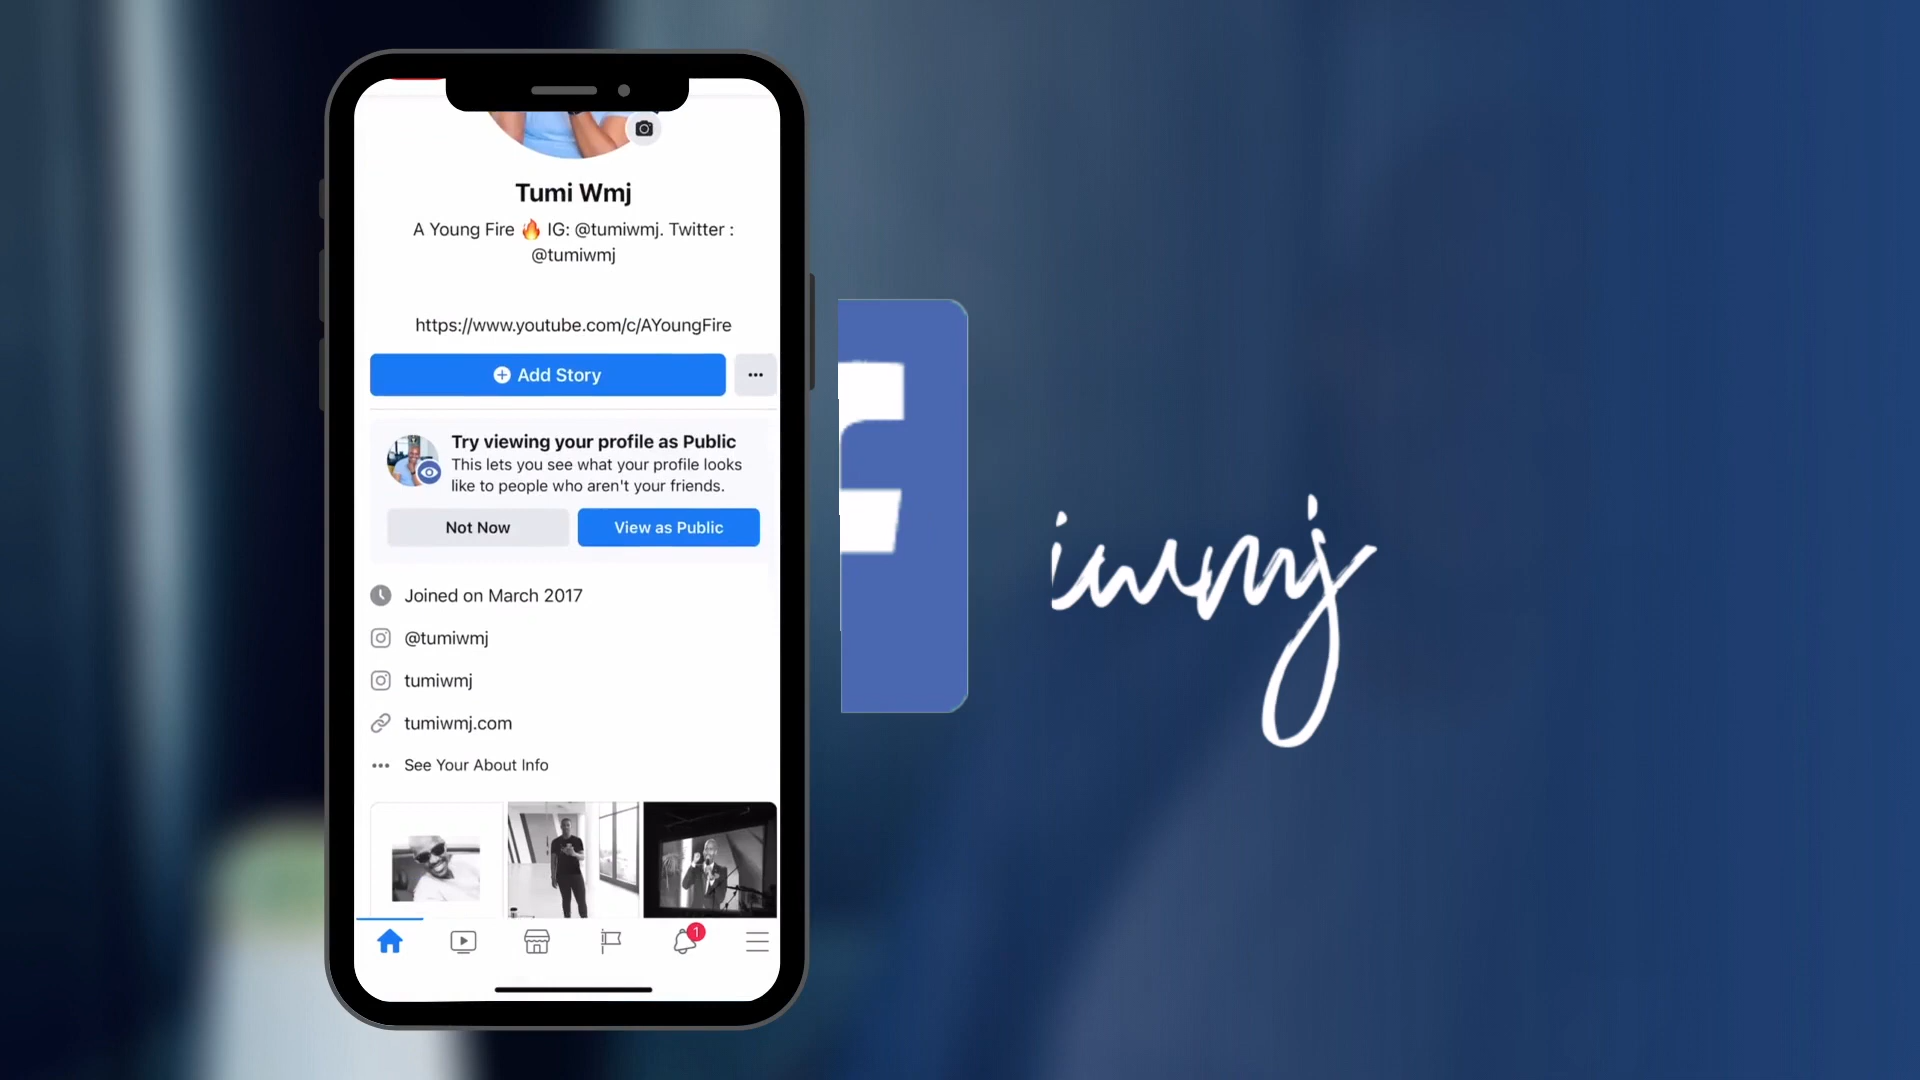 Tumi Wmj
A Young Fire 🔥 IG: @tumiwmj. Twitter :
@tumiwmj
https://www.youtube.com/c/AYoungFire
Add Story
Try viewing your profile as Public
This lets you see what your profile looks
like to people who aren't your friends.
Not Now
View as Public
Joined on March 2017
@tumiwmj
tumiwmj
tumiwmj.com
See Your About Info
1
f
iwmj